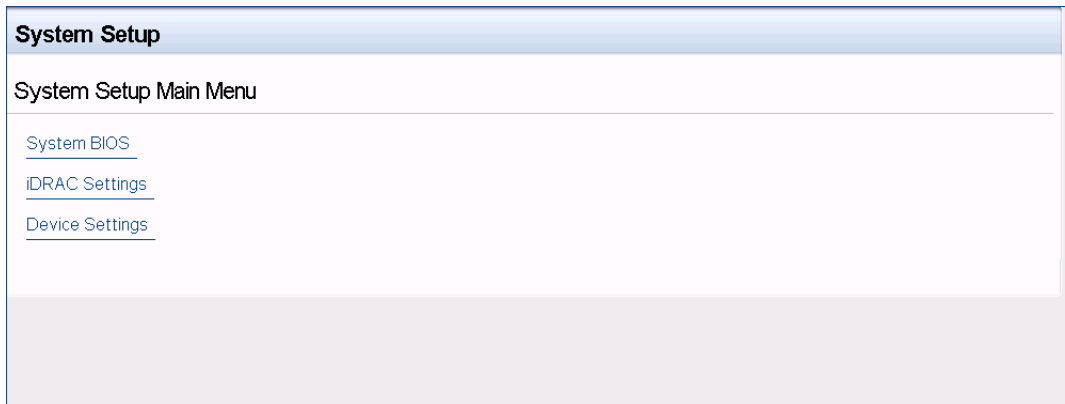 System Setup
System Setup Main Menu
System BIOS
iDRAC Settings
Device Settings